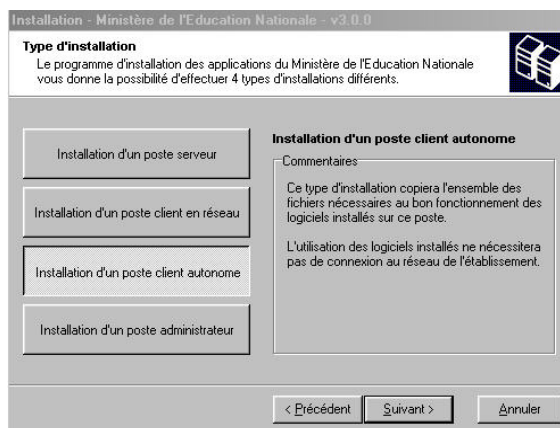 Installation - Ministère de l'Education Nationale - v3.0.0
Type d'installation
Le programme d'installation des applications du Ministère de l'Education Nationale
vous donne la possibilité d'effectuer 4 types d'installations différents.
Installation d'un poste serveur
Installation d'un poste client en réseau
Installation d'un poste client autonome
Installation d'un poste administrateur
Installation d'un poste client autonome
Commentaires
Ce type d'installation copiera l'ensemble des
fichiers nécessaires au bon fonctionnement des
logiciels installés sur ce poste.
L'utilisation des logiciels installés ne nécessitera
pas de connexion au réseau de l'établissement.
< Précédent
Suivant >
Annuler